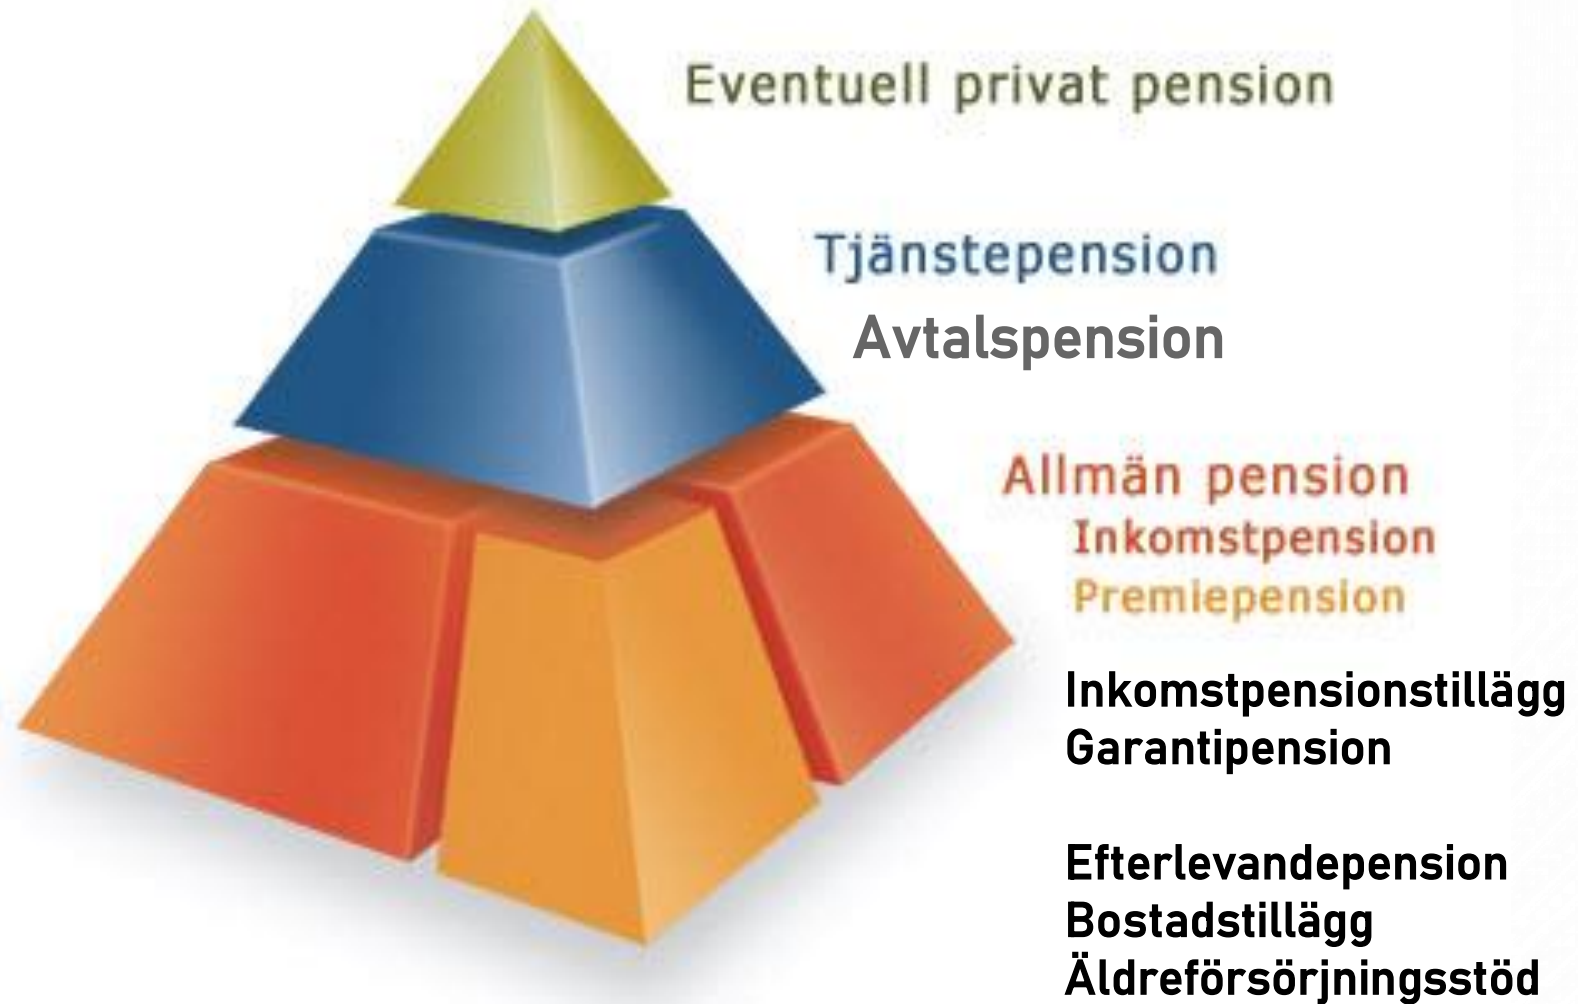 Eventuell privat pension
Tjänstepension
Avtalspension
Allmän pension
Inkomstpension
Premiepension
Inkomstpensionstillägg
Garantipension
Efterlevandepension
Bostadstillägg
Äldreförsörjningsstöd